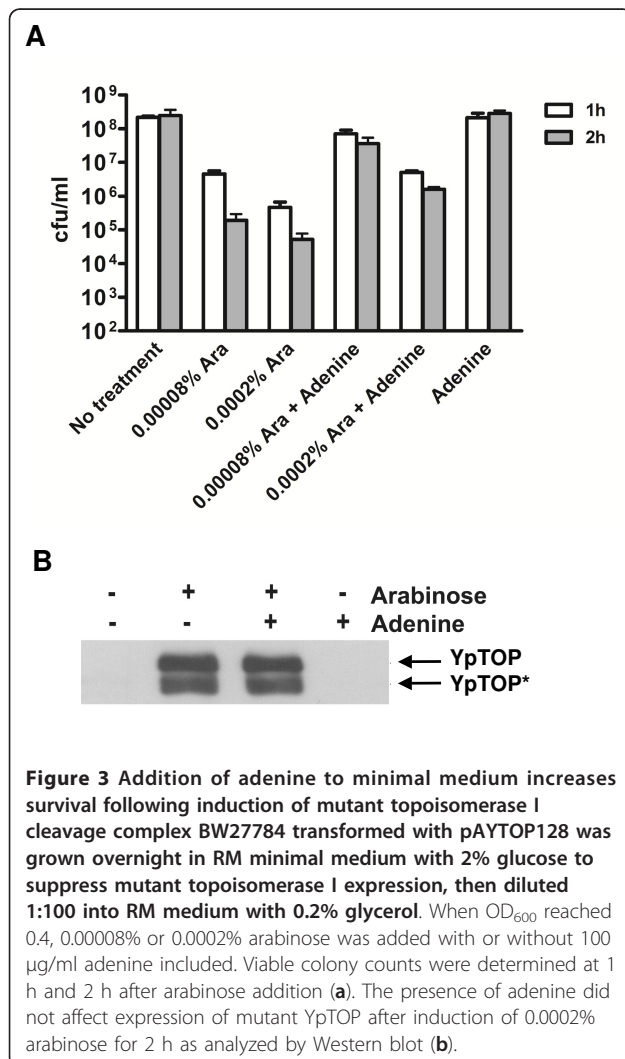 A
10⁹
10⁸
10⁷
10⁶
10⁵
10⁴
10³
10²
cfu/ml
1h
2h
No treatment
0.00008% Ara
0.0002% Ara
0.00008% Ara + Adenine
0.0002% Ara + Adenine
Adenine
B
- + + - Arabinose
- - + + Adenine
YpTOP
YpTOP*
Figure 3 Addition of adenine to minimal medium increases
survival following induction of mutant topoisomerase I
cleavage complex BW27784 transformed with pAYTOP128 was
grown overnight in RM minimal medium with 2% glucose to
suppress mutant topoisomerase I expression, then diluted
1:100 into RM medium with 0.2% glycerol. When OD₆₀₀ reached
0.4, 0.00008% or 0.0002% arabinose was added with or without 100
μg/ml adenine included. Viable colony counts were determined at 1
h and 2 h after arabinose addition (a). The presence of adenine did
not affect expression of mutant YpTOP after induction of 0.0002%
arabinose for 2 h as analyzed by Western blot (b).